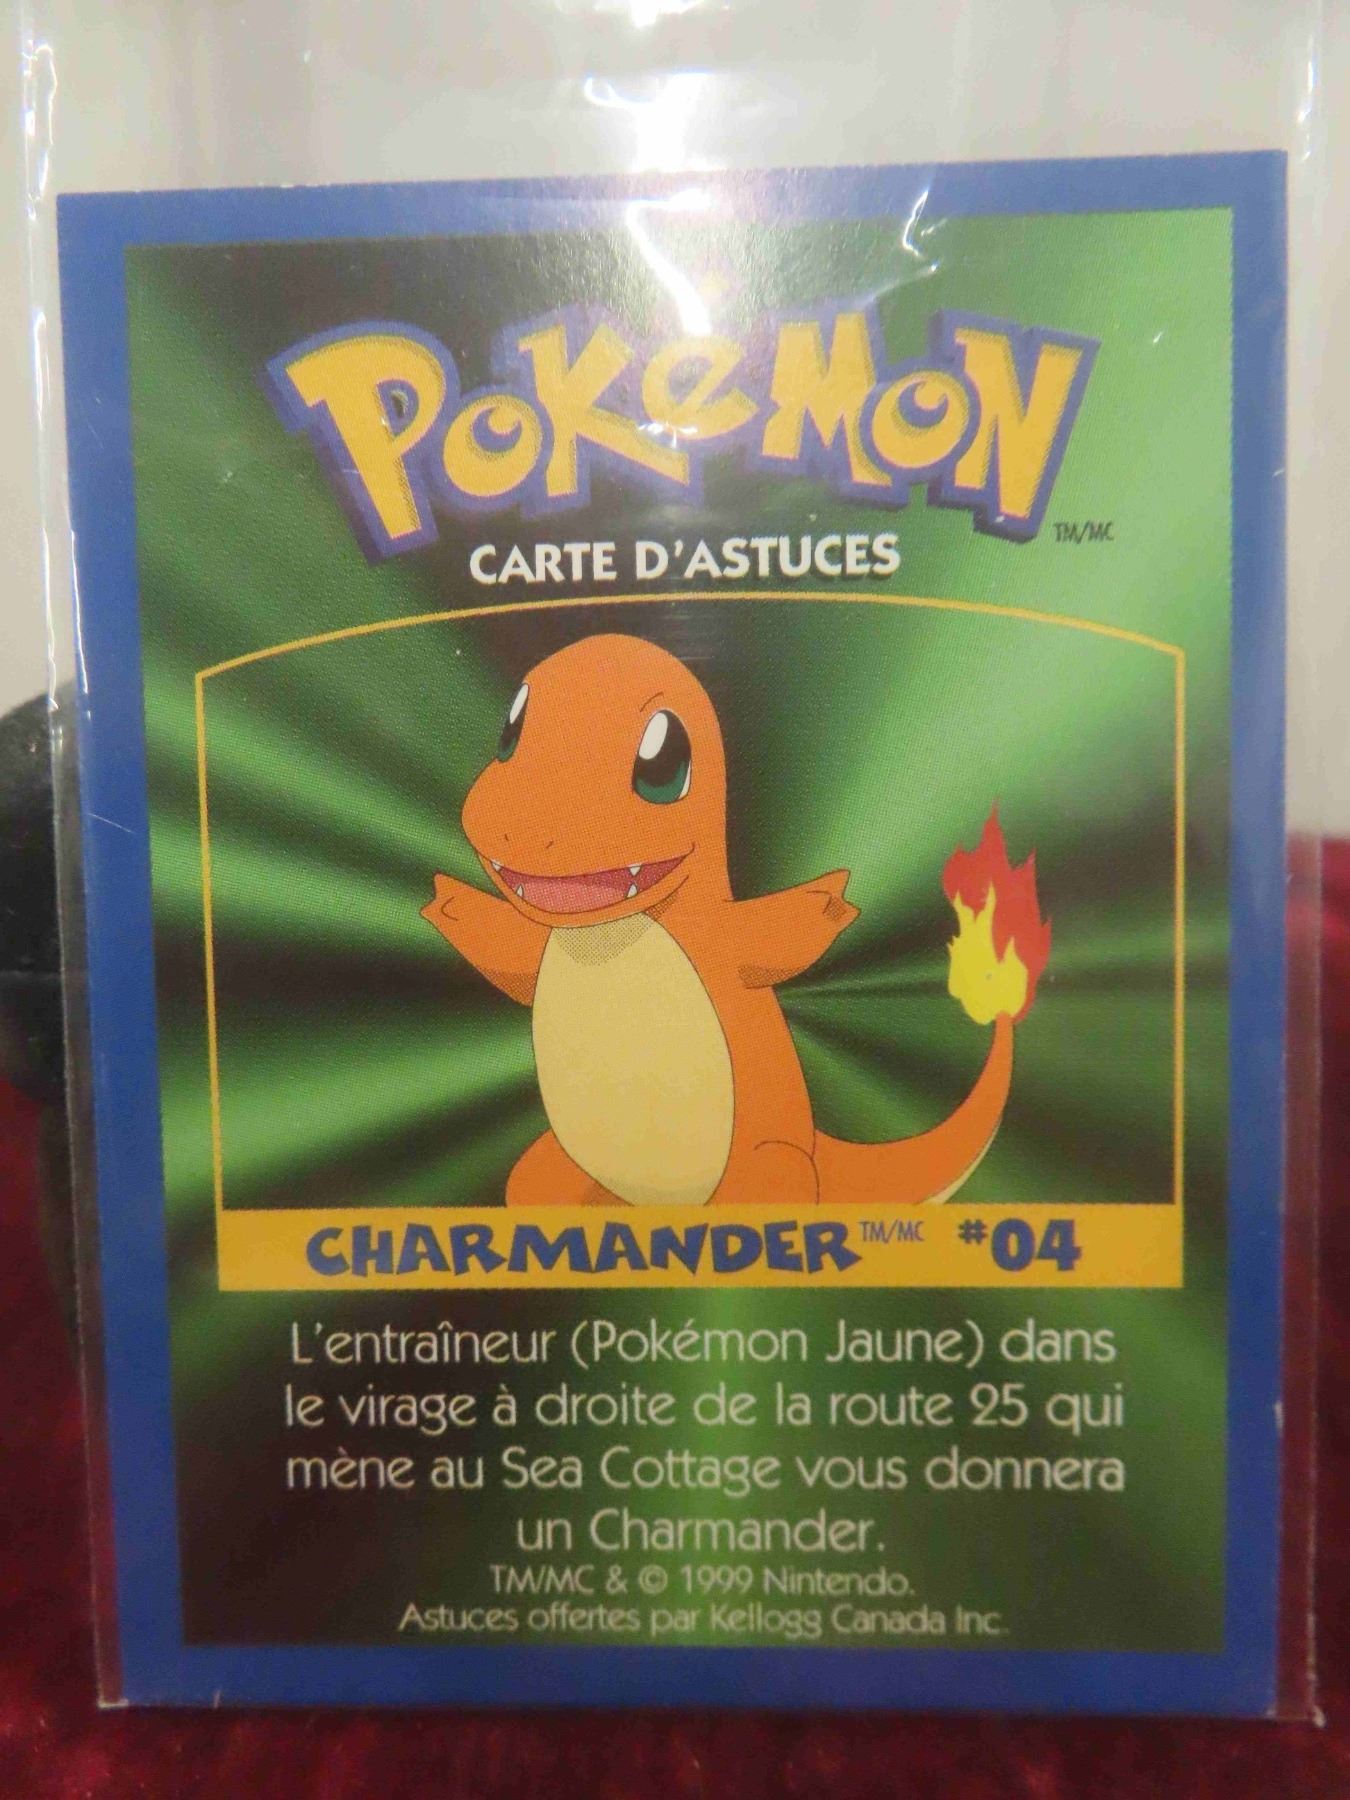 POKéMON
TM/MC
CARTE D'ASTUCES
CHARMANDER TM/MC #04
L'entraîneur (Pokémon Jaune) dans
le virage à droite de la route 25 qui
mène au Sea Cottage vous donnera
un Charmander.
TM/MC & © 1999 Nintendo.
Astuces offertes par Kellogg Canada Inc.